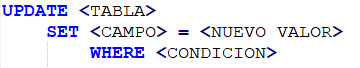 UPDATE <TABLA>
SET <CAMPO> = <NUEVO VALOR>
WHERE <CONDICION>